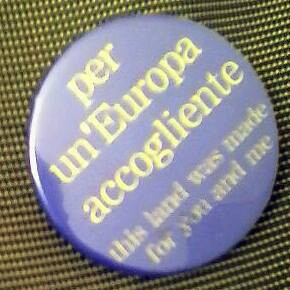 per
un'Europa
accogliente
this land was made
for you and me